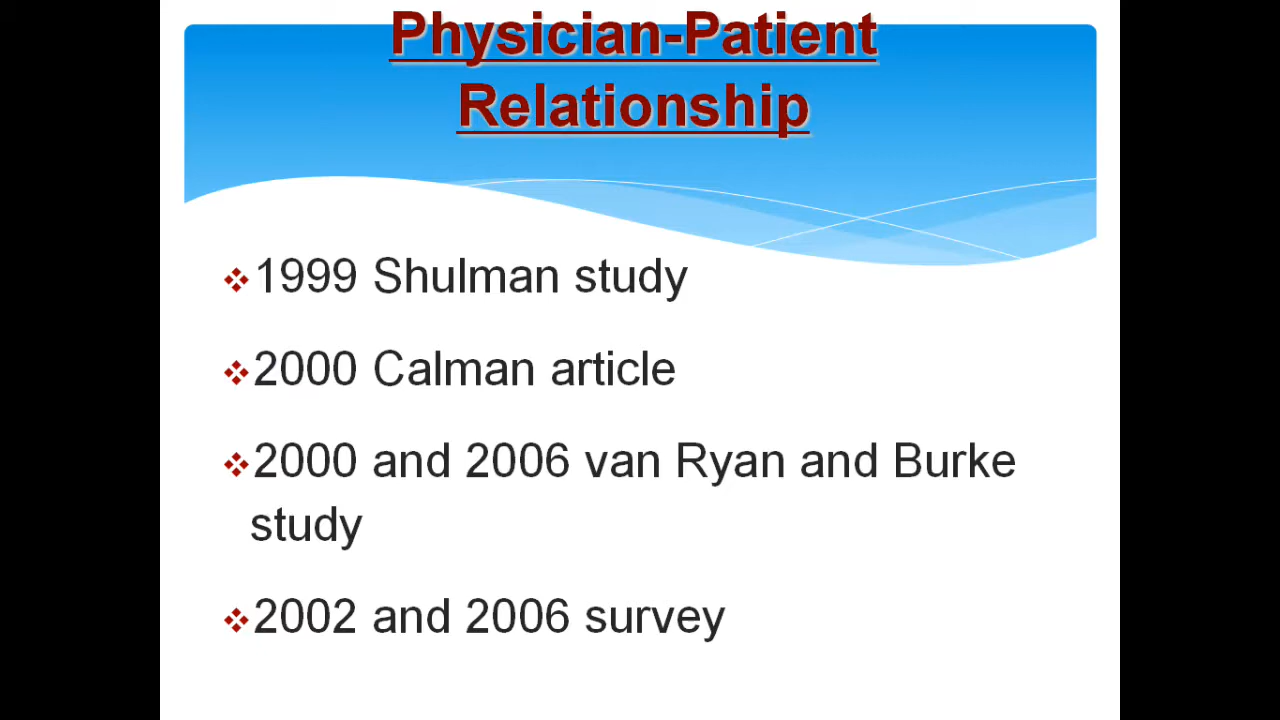 Physician-Patient
Relationship
1999 Shulman study
2000 Calman article
2000 and 2006 van Ryan and Burke
study
2002 and 2006 survey